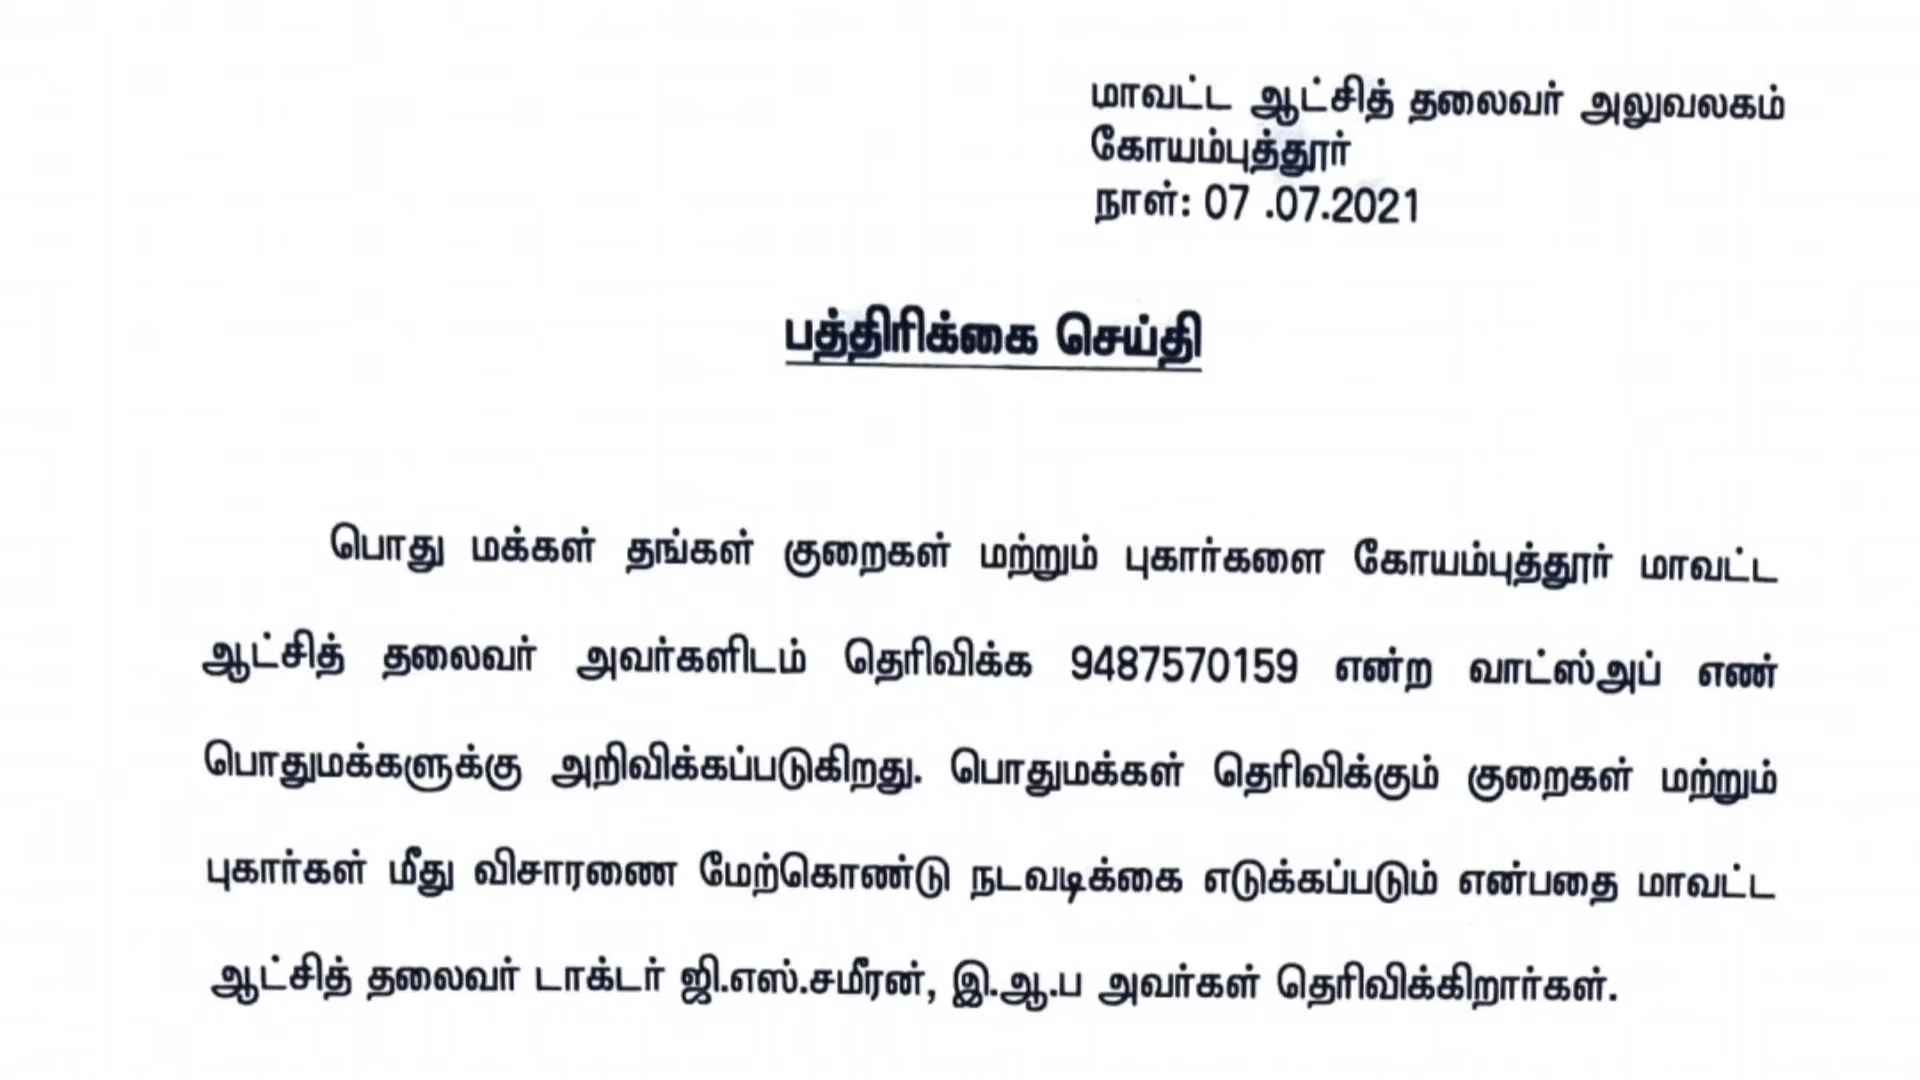 மாவட்ட ஆட்சித் தலைவர் அலுவலகம்
கோயம்புத்தூர்
நாள்: 07 .07.2021
பத்திரிக்கை செய்தி
பொது மக்கள் தங்கள் குறைகள் மற்றும் புகார்களை கோயம்புத்தூர் மாவட்ட
ஆட்சித் தலைவர் அவர்களிடம் தெரிவிக்க 9487570159 என்ற வாட்ஸ்அப் எண்
பொதுமக்களுக்கு அறிவிக்கப்படுகிறது. பொதுமக்கள் தெரிவிக்கும் குறைகள் மற்றும்
புகார்கள் மீது விசாரணை மேற்கொண்டு நடவடிக்கை எடுக்கப்படும் என்பதை மாவட்ட
ஆட்சித் தலைவர் டாக்டர் ஜி.எஸ்.சமீரன், இ.ஆ.ப அவர்கள் தெரிவிக்கிறார்கள்.